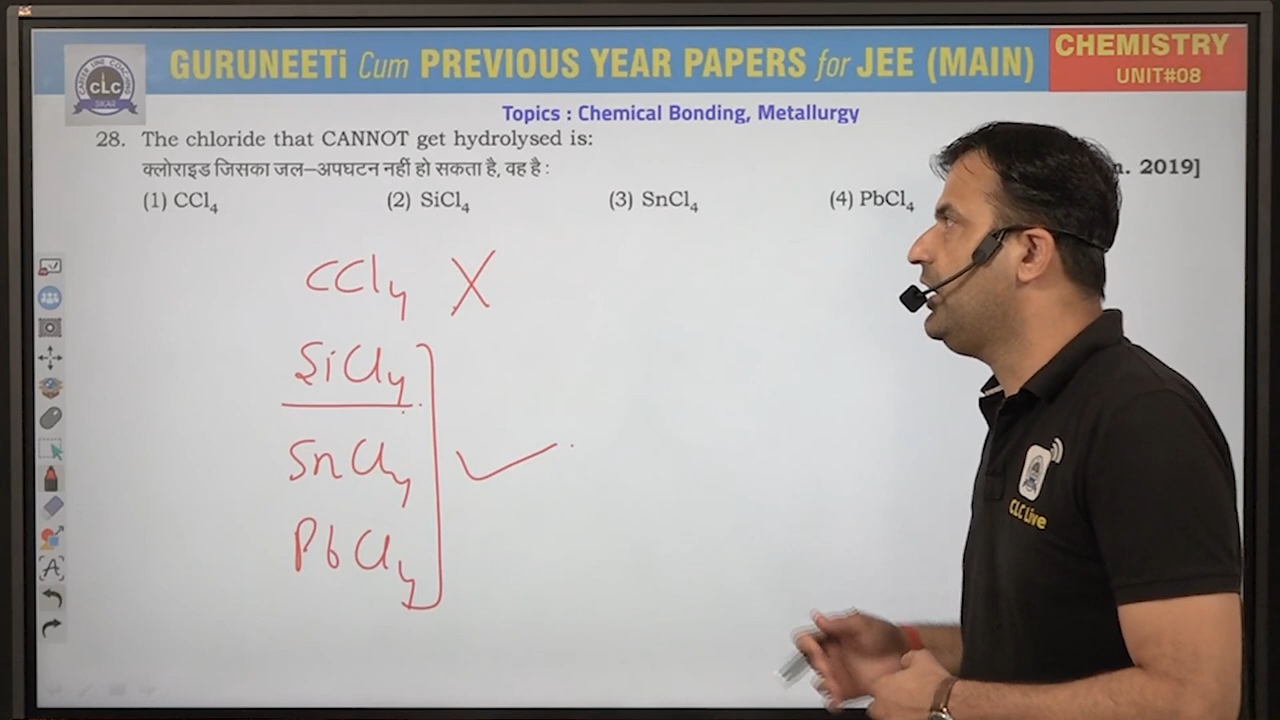 GURUNEETi Cum PREVIOUS YEAR PAPERS for JEE (MAIN)
CHEMISTRY
UNIT#08
CLC
SIKAR
Topics : Chemical Bonding, Metallurgy
28. The chloride that CANNOT get hydrolysed is:
क्लोराइड जिसका जल–अपघटन नहीं हो सकता है, वह है :
n. 2019]
(1) CCl₄ (2) SiCl₄ (3) SnCl₄ (4) PbCl₄
CCl₄ X
SiCl₄
SnCl₄ ✓
PbCl₄
CLC Live